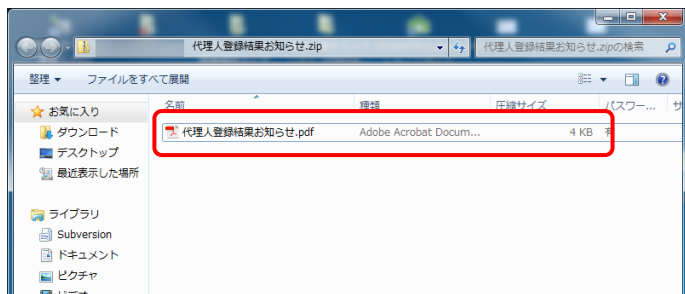 代理人登録結果お知らせ.zip
代理人登録結果お知らせ.zipの検索
整理 ファイルをすべて展開
名前 種類 圧縮サイズ パスワー... サ
代理人登録結果お知らせ.pdf Adobe Acrobat Docum... 4 KB 有
お気に入り
ダウンロード
デスクトップ
最近表示した場所
ライブラリ
Subversion
ドキュメント
ピクチャ
ビデオ